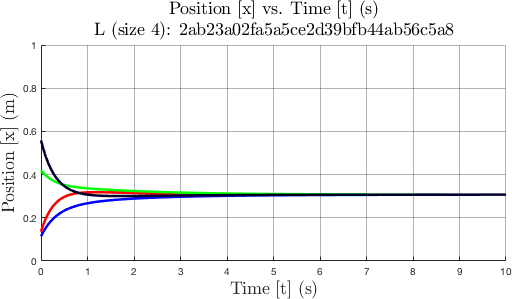 Position [x] vs. Time [t] (s)
L (size 4): 2ab23a02fa5a5ce2d39bfb44ab56c5a8
Position [x] (m)
1
0.8
0.6
0.4
0.2
0
0 1 2 3 4 5 6 7 8 9 10
Time [t] (s)